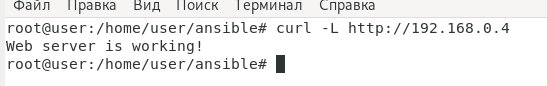 Файл Правка Вид Поиск Терминал Справка
root@user:/home/user/ansible# curl -L http://192.168.0.4
Web server is working!
root@user:/home/user/ansible#